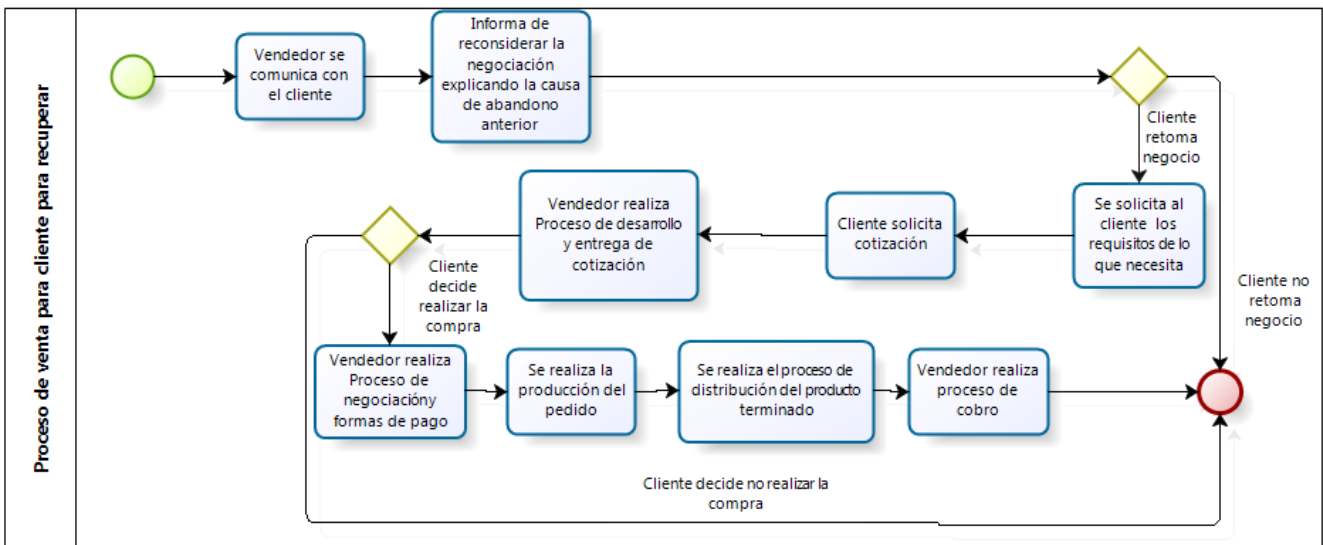 Proceso de venta para cliente para recuperar
Vendedor se
comunica con
el cliente
Informa de
reconsiderar la
negociación
explicando la causa
de abandono
anterior
Cliente
retoma
negocio
Se solicita al
cliente los
requisitos de lo
que necesita
Cliente solicita
cotización
Vendedor realiza
Proceso de desarrollo
y entrega de
cotización
Cliente
decide
realizar la
compra
Cliente no
retoma
negocio
Vendedor realiza
Proceso de
negociacióny
formas de pago
Se realiza la
producción del
pedido
Se realiza el proceso de
distribución del producto
terminado
Vendedor realiza
proceso de
cobro
Cliente decide no realizar la
compra